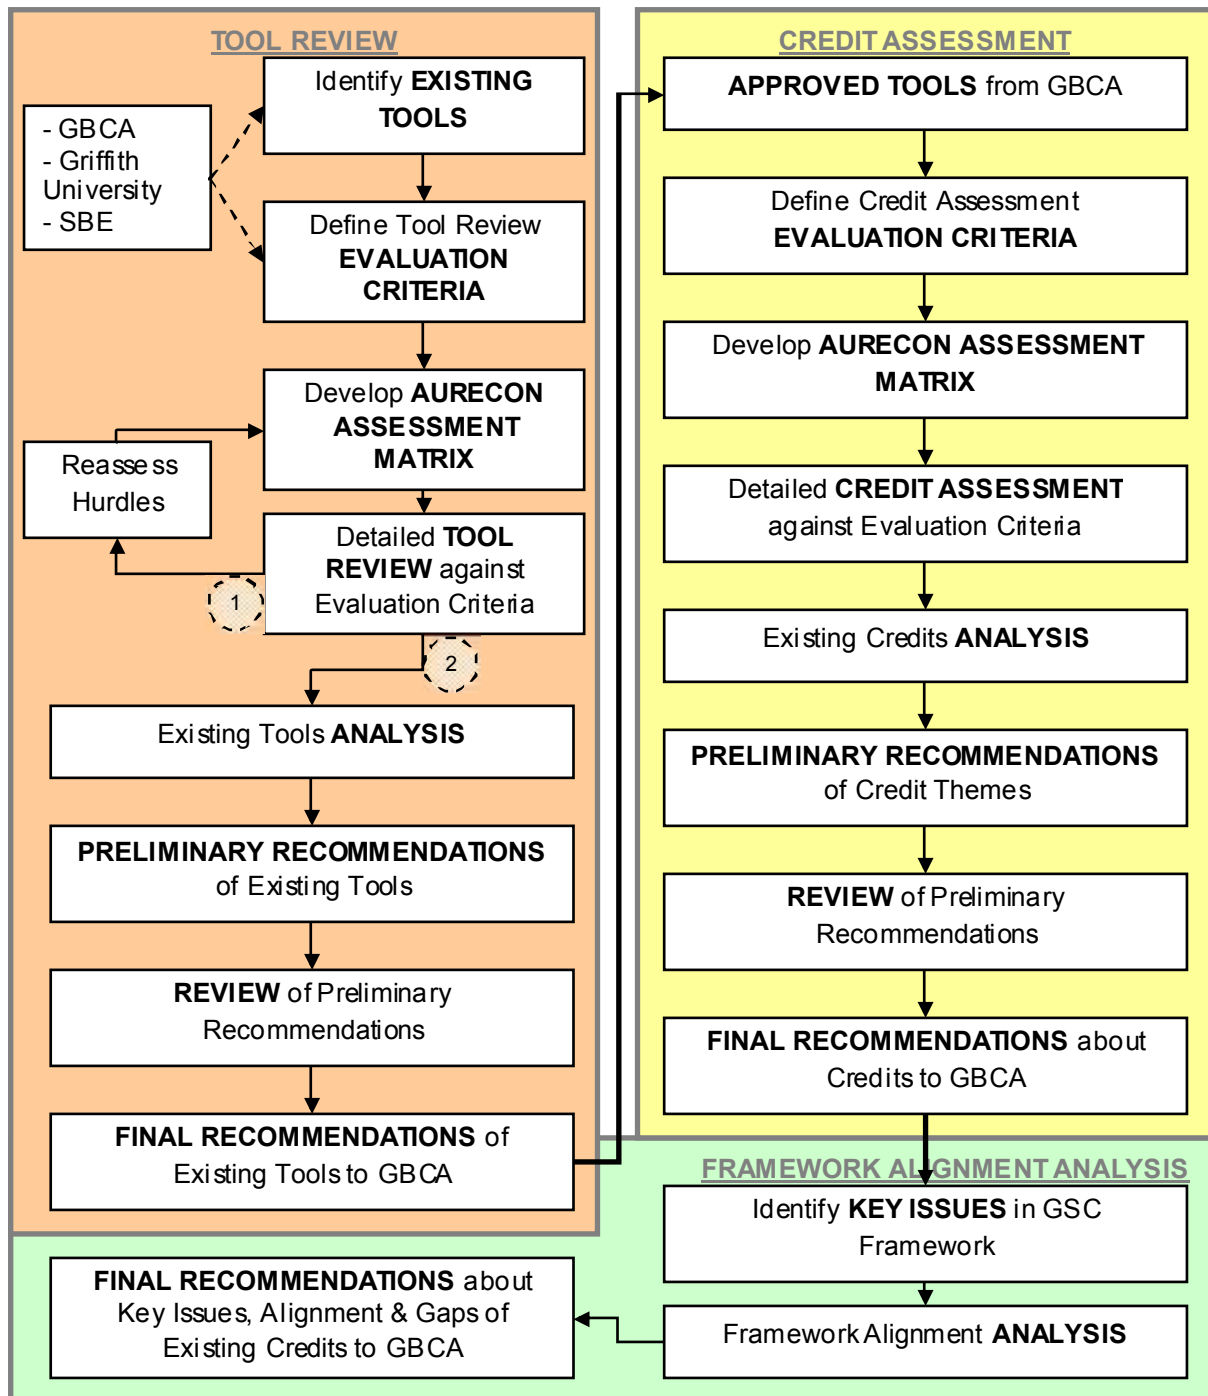 TOOL REVIEW
Identify EXISTING
TOOLS
- GBCA
- Griffith
University
- SBE
Define Tool Review
EVALUATION
CRITERIA
Develop AURECON
ASSESSMENT
MATRIX
Reassess
Hurdles
Detailed TOOL
REVIEW against
Evaluation Criteria
1
2
Existing Tools ANALYSIS
PRELIMINARY RECOMMENDATIONS
of Existing Tools
REVIEW of Preliminary
Recommendations
FINAL RECOMMENDATIONS of
Existing Tools to GBCA
CREDIT ASSESSMENT
APPROVED TOOLS from GBCA
Define Credit Assessment
EVALUATION CRITERIA
Develop AURECON ASSESSMENT
MATRIX
Detailed CREDIT ASSESSMENT
against Evaluation Criteria
Existing Credits ANALYSIS
PRELIMINARY RECOMMENDATIONS
of Credit Themes
REVIEW of Preliminary
Recommendations
FINAL RECOMMENDATIONS about
Credits to GBCA
FRAMEWORK ALIGNMENT ANALYSIS
Identify KEY ISSUES in GSC
Framework
Framework Alignment ANALYSIS
FINAL RECOMMENDATIONS about
Key Issues, Alignment & Gaps of
Existing Credits to GBCA